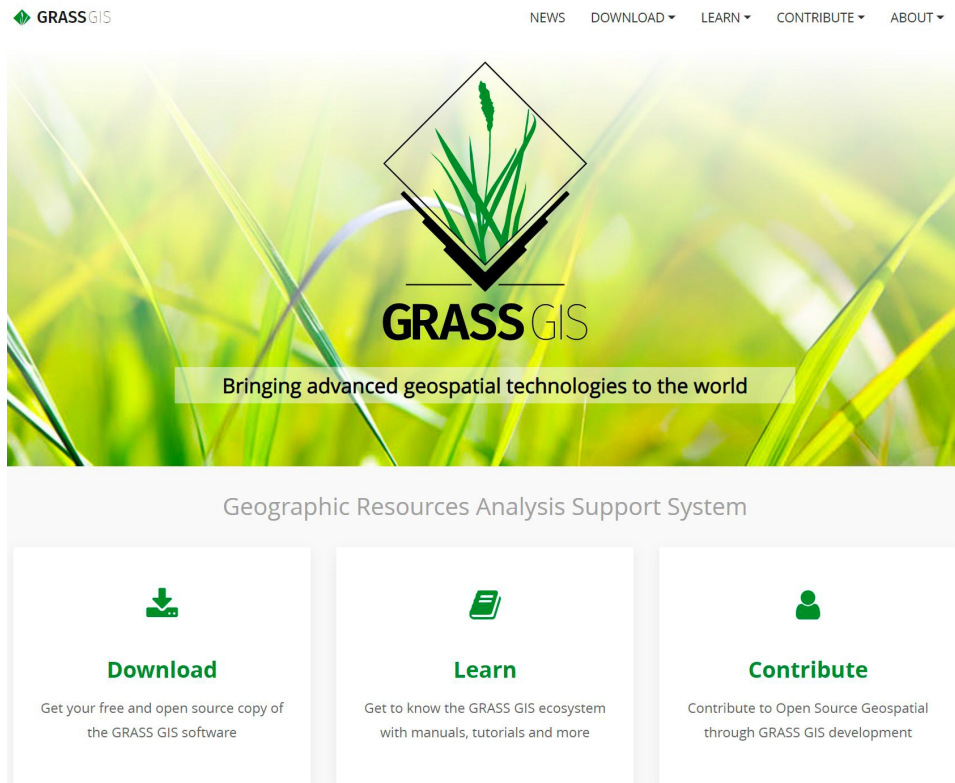 GRASS GIS
NEWS DOWNLOAD LEARN CONTRIBUTE ABOUT
GRASS GIS
Bringing advanced geospatial technologies to the world
Geographic Resources Analysis Support System
Download
Get your free and open source copy of
the GRASS GIS software
Learn
Get to know the GRASS GIS ecosystem
with manuals, tutorials and more
Contribute
Contribute to Open Source Geospatial
through GRASS GIS development